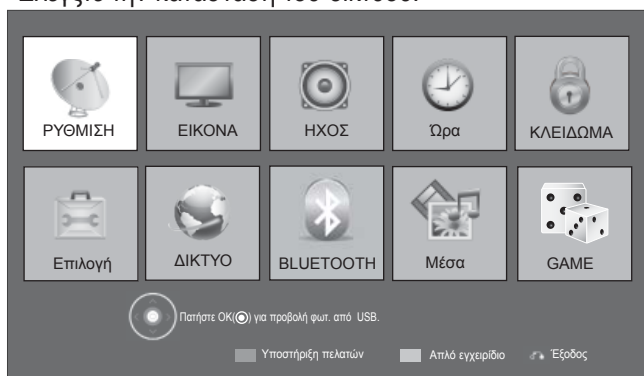 ΡΥΘΜΙΣΗ ΕΙΚΟΝΑ ΗΧΟΣ Ώρα ΚΛΕΙΔΩΜΑ
Επιλογή ΔΙΚΤΥΟ BLUETOOTH Μέσα GAME
Πατήστε OK(◉) για προβολή φωτ. από USB.
Υποστήριξη πελατών Απλό εγχειρίδιο Έξοδος